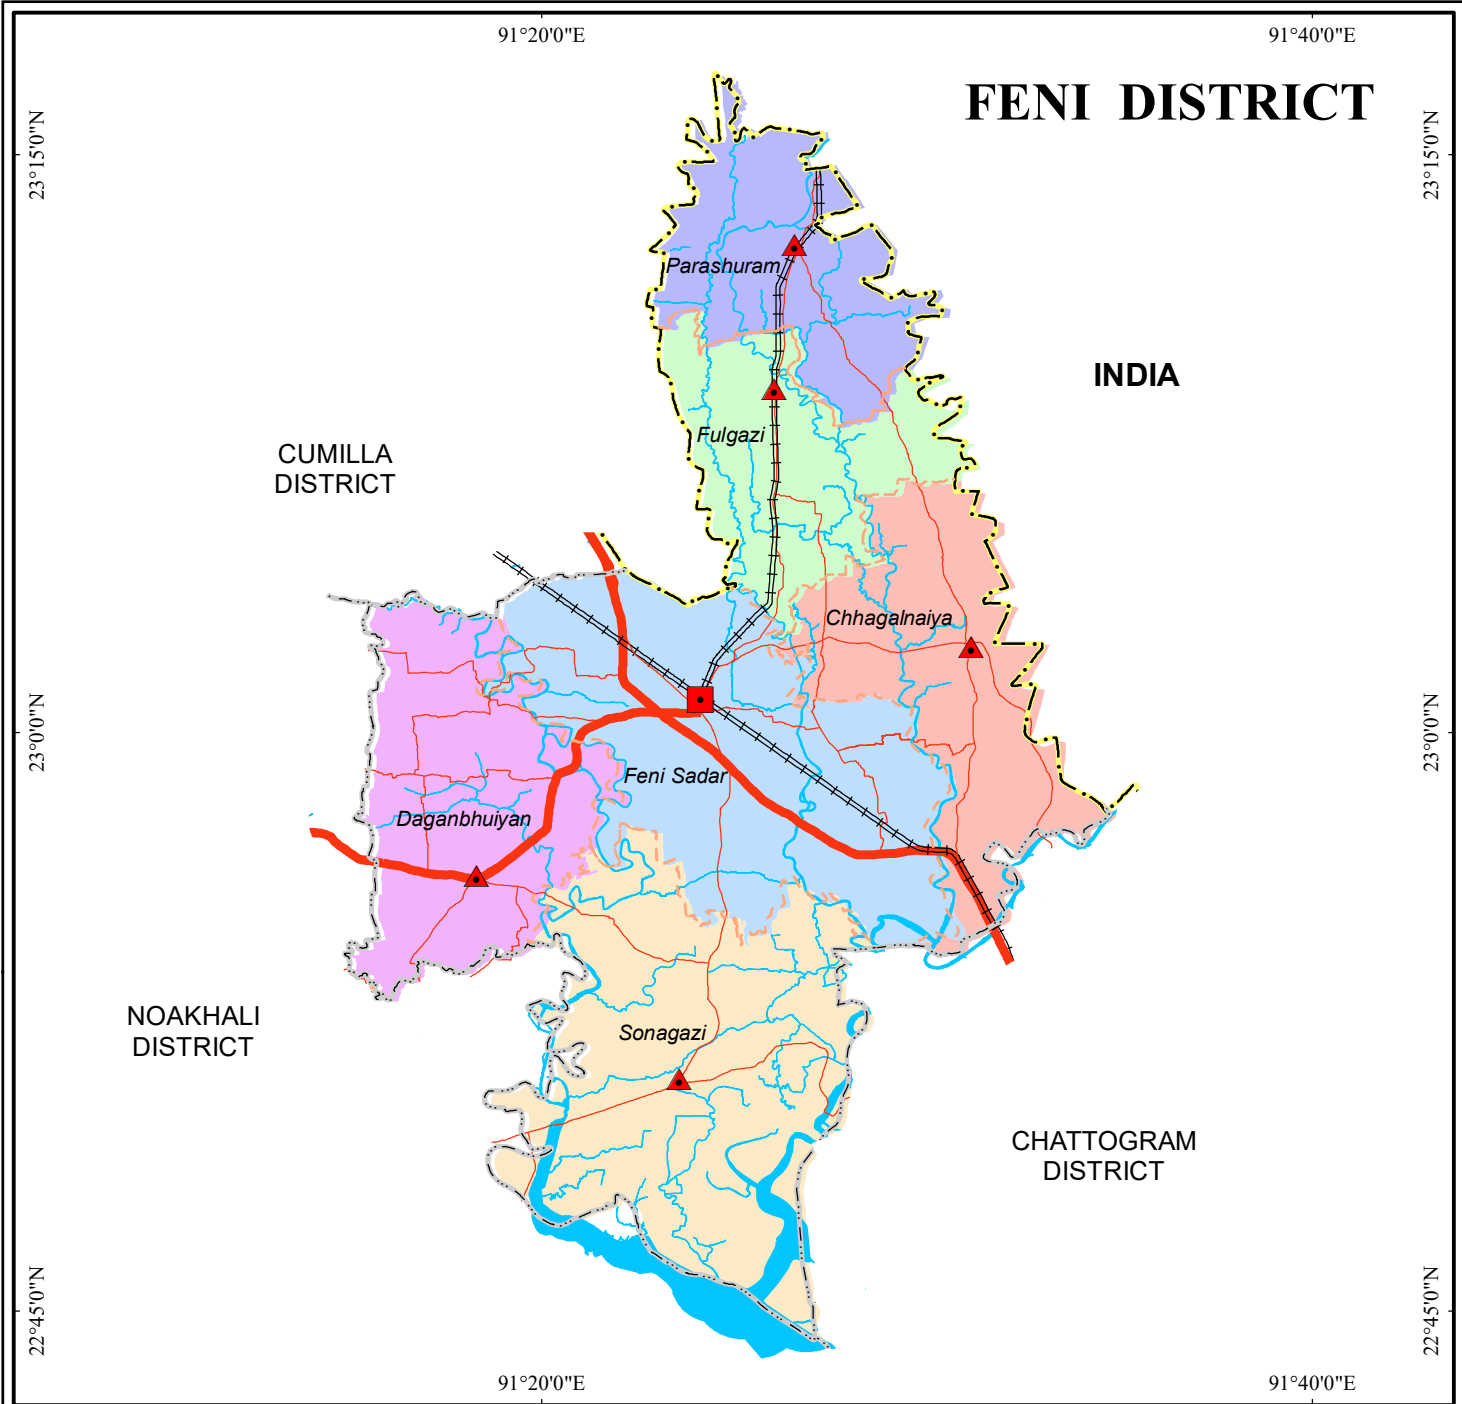 91°20'0"E
91°40'0"E
FENI DISTRICT
23°15'0"N
23°15'0"N
Parashuram
INDIA
Fulgazi
CUMILLA
DISTRICT
Chhagalnaiya
23°0'0"N
23°0'0"N
Feni Sadar
Daganbhuiyan
NOAKHALI
DISTRICT
Sonagazi
CHATTOGRAM
DISTRICT
22°45'0"N
22°45'0"N
91°20'0"E
91°40'0"E